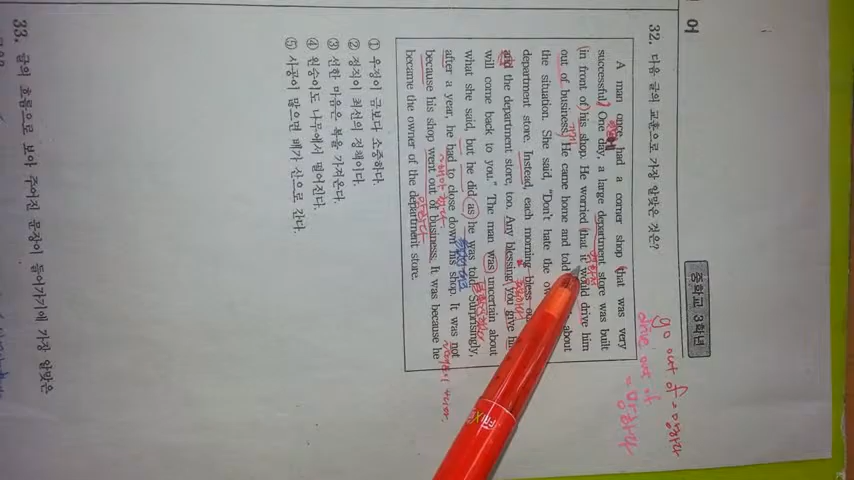 어
중학교 3학년
go out of = 망하다
drive out of
= 망하다
32. 다음 글의 교훈으로 가장 알맞은 것은?
A man once had a corner shop that was very
successful. One day, a large department store was built
in front of his shop. He worried that it would drive him
out of business. He came home and told about
the situation. She said, "Don't hate the
department store. Instead, each morning bless
and the department store, too. Any blessing you give
will come back to you." The man was uncertain about
what she said, but he did as he was told. Surprisingly,
after a year, he had to close down his shop. It was not
because his shop went out of business. It was because he
became the owner of the department store.
① 우정이 금보다 소중하다.
② 정직이 최선의 정책이다.
③ 선한 마음은 복을 가져온다.
④ 원숭이도 나무에서 떨어진다.
⑤ 사공이 많으면 배가 산으로 간다.
33. 글의 흐름으로 보아 주어진 문장이 들어가기에 가장 알맞은